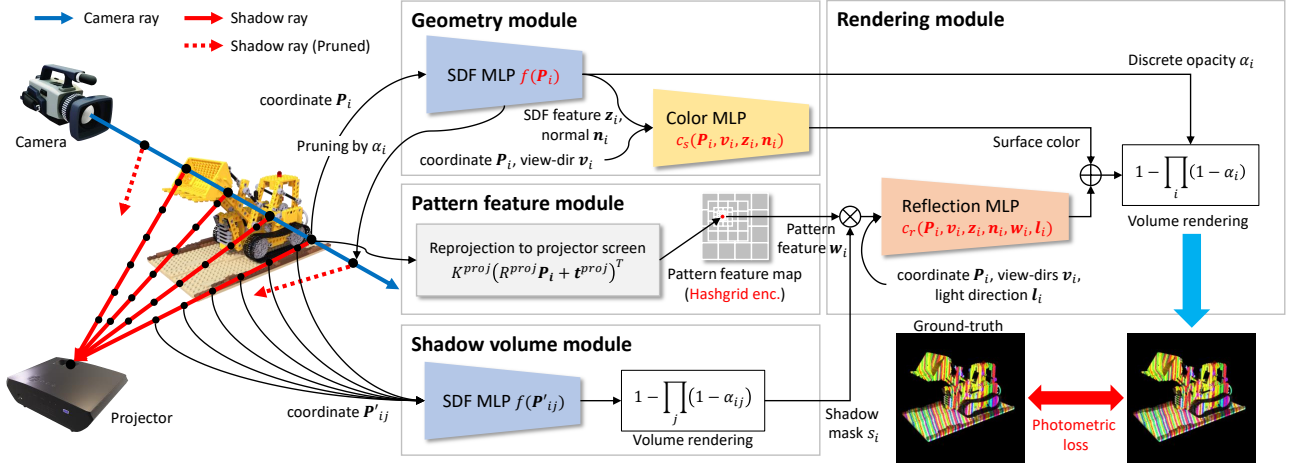 Camera ray
Shadow ray
Shadow ray (Pruned)
Camera
Projector
coordinate P_i
Pruning by α_i
Geometry module
SDF MLP f(P_i)
SDF feature z_i,
normal n_i
coordinate P_i, view-dir v_i
Color MLP
c_s(P_i, v_i, z_i, n_i)
Pattern feature module
Reprojection to projector screen
K^{proj}(R^{proj}P_i + t^{proj})^T
Pattern feature map
(Hashgrid enc.)
Shadow volume module
coordinate P'_{ij}
SDF MLP f(P'_{ij})
1 − ∏_j(1 − α_{ij})
Volume rendering
Rendering module
Discrete opacity α_i
Surface color
Pattern
feature w_i
Reflection MLP
c_r(P_i, v_i, z_i, n_i, w_i, l_i)
coordinate P_i, view-dirs v_i,
light direction l_i
1 − ∏_i(1 − α_i)
Volume rendering
Shadow
mask s_i
Ground-truth
Photometric
loss